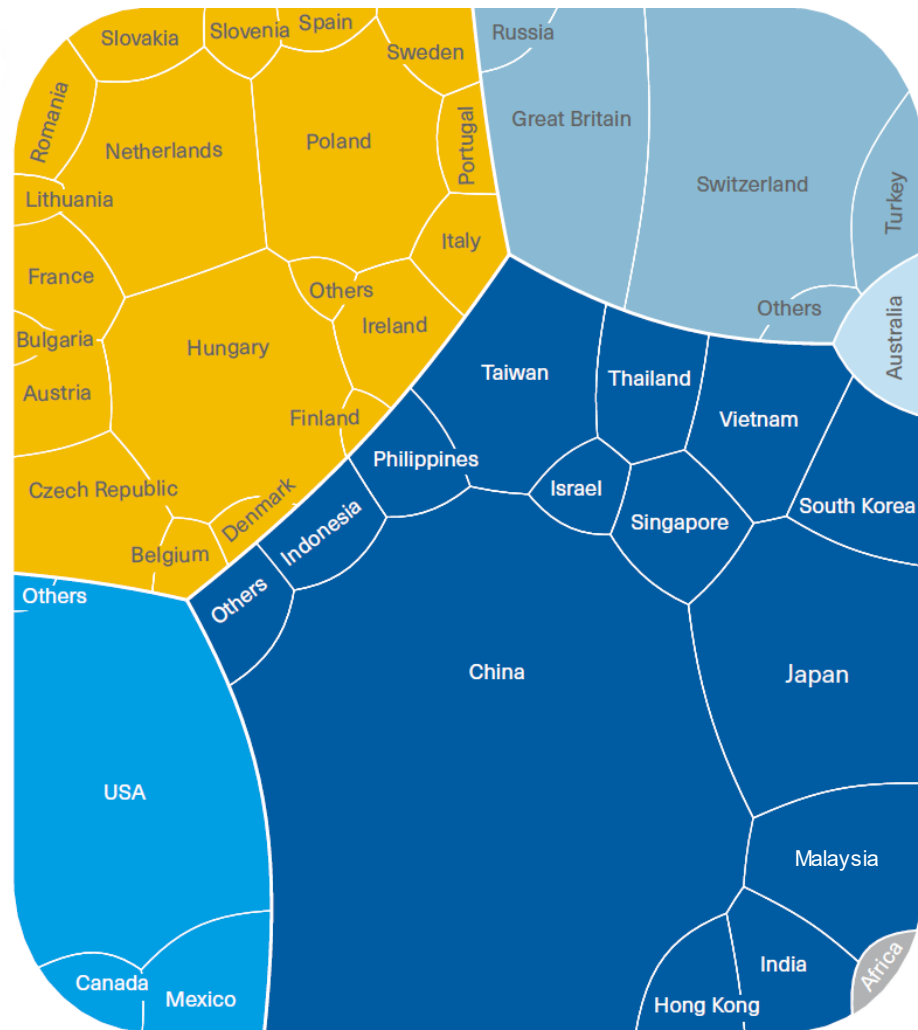 Slovakia
Slovenia
Spain
Sweden
Romania
Netherlands
Poland
Portugal
Lithuania
Italy
France
Others
Ireland
Bulgaria
Hungary
Austria
Finland
Czech Republic
Denmark
Belgium
Russia
Great Britain
Switzerland
Turkey
Others
Australia
Taiwan
Thailand
Vietnam
Philippines
Israel
South Korea
Singapore
Indonesia
Others
China
Japan
Malaysia
India
Hong Kong
Africa
Others
USA
Canada
Mexico